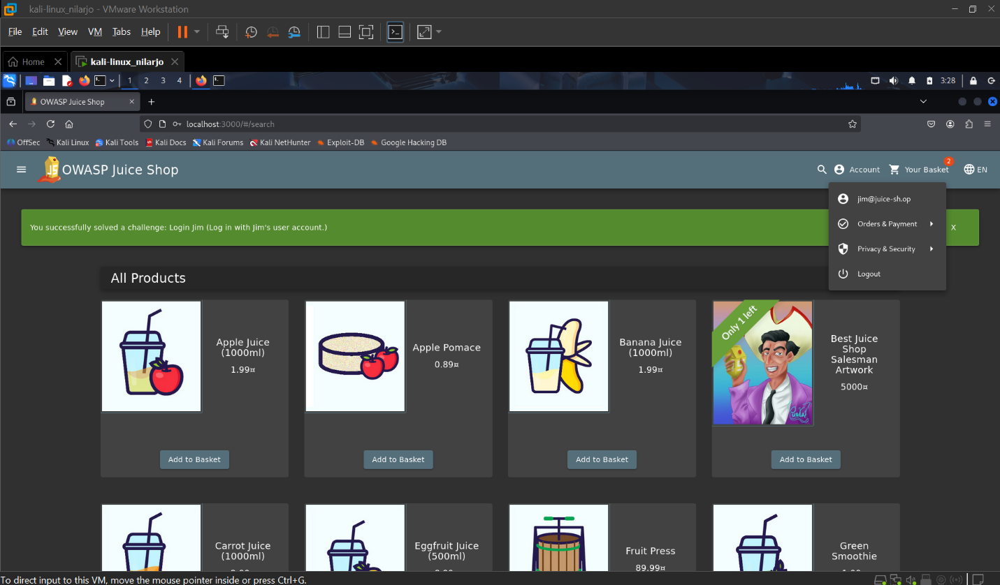 kali-linux_nilarjo - VMware Workstation
File Edit View VM Tabs Help
Home kali-linux_nilarjo
1 2 3 4 3:28
OWASP Juice Shop
localhost:3000/#/search
OffSec Kali Linux Kali Tools Kali Docs Kali Forums Kali NetHunter Exploit-DB Google Hacking DB
JS OWASP Juice Shop Account Your Basket 2 EN
jim@juice-sh.op
Orders & Payment
Privacy & Security
Logout
You successfully solved a challenge: Login Jim (Log in with Jim's user account.) X
All Products
Apple Juice
(1000ml)
1.99¤
Add to Basket
Apple Pomace
0.89¤
Add to Basket
Banana Juice
(1000ml)
1.99¤
Add to Basket
Only 1 left
Best Juice
Shop
Salesman
Artwork
5000¤
Add to Basket
Carrot Juice
(1000ml)
Eggfruit Juice
(500ml)
Fruit Press
89.99¤
Green
Smoothie
To direct input to this VM, move the mouse pointer inside or press Ctrl+G.